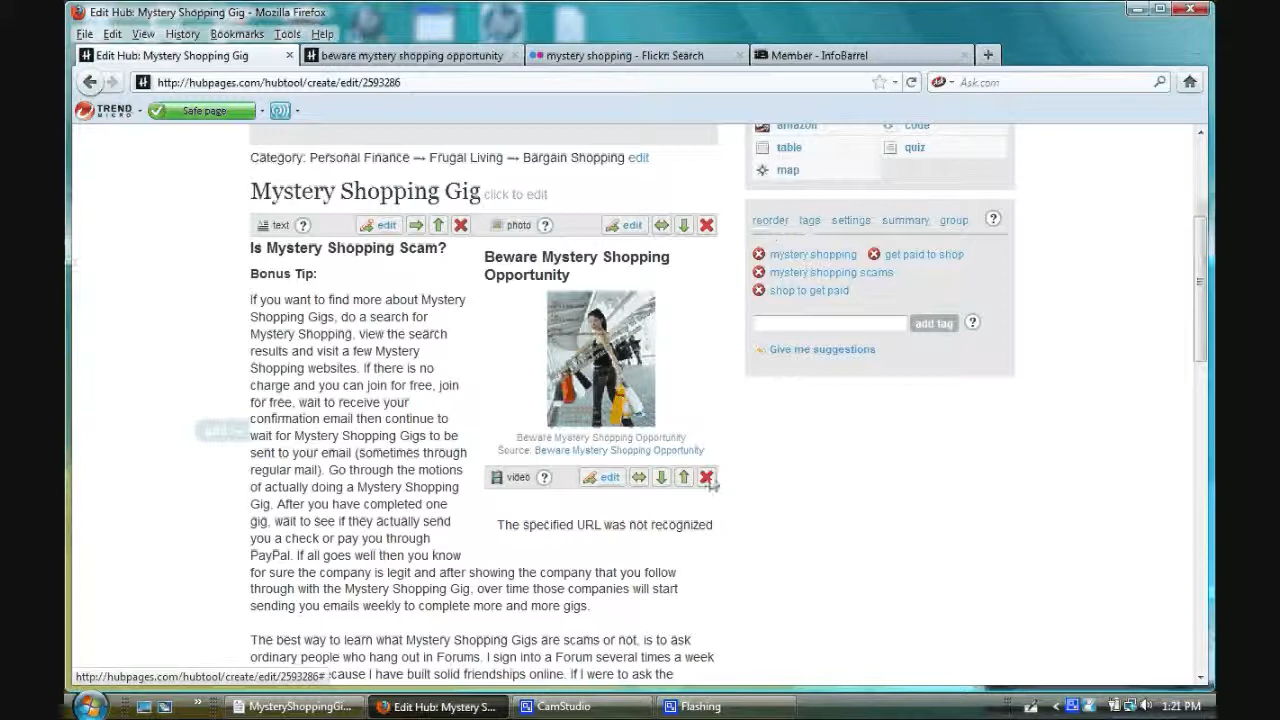 Edit Hub: Mystery Shopping Gig - Mozilla Firefox
File Edit View History Bookmarks Tools Help
Edit Hub: Mystery Shopping Gig
beware mystery shopping opportunity
mystery shopping - Flickr: Search
Member - InfoBarrel
http://hubpages.com/hubtool/create/edit/2593286
Ask.com
TREND MICRO
Safe page
amazon code
table quiz
map
Category: Personal Finance → Frugal Living → Bargain Shopping edit
Mystery Shopping Gig click to edit
text ? edit
photo ? edit
Is Mystery Shopping Scam?
Bonus Tip:
If you want to find more about Mystery
Shopping Gigs, do a search for
Mystery Shopping, view the search
results and visit a few Mystery
Shopping websites. If there is no
charge and you can join for free, join
for free, wait to receive your
confirmation email then continue to
wait for Mystery Shopping Gigs to be
sent to your email (sometimes through
regular mail). Go through the motions
of actually doing a Mystery Shopping
Gig. After you have completed one
gig, wait to see if they actually send
you a check or pay you through
PayPal. If all goes well then you know
for sure the company is legit and after showing the company that you follow
through with the Mystery Shopping Gig, over time those companies will start
sending you emails weekly to complete more and more gigs.
The best way to learn what Mystery Shopping Gigs are scams or not, is to ask
ordinary people who hang out in Forums. I sign into a Forum several times a week
because I have built solid friendships online. If I were to ask the
Beware Mystery Shopping
Opportunity
Beware Mystery Shopping Opportunity
Source: Beware Mystery Shopping Opportunity
video ? edit
The specified URL was not recognized
reorder tags settings summary group ?
mystery shopping get paid to shop
mystery shopping scams
shop to get paid
add tag ?
Give me suggestions
http://hubpages.com/hubtool/create/edit/2593286#
MysteryShoppingGi...
Edit Hub: Mystery S...
CamStudio
Flashing
1:21 PM